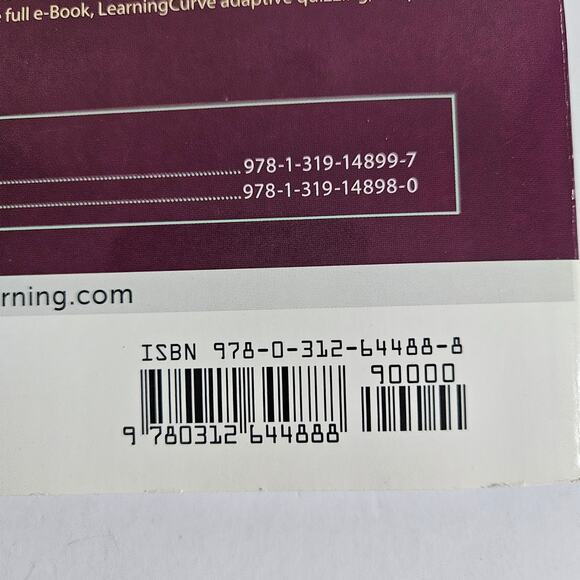 full e-Book, LearningCurve adaptive quizzing,
978-1-319-14899-7
978-1-319-14898-0
rning.com
ISBN 978-0-312-64488-8
90000
9 780312 644888